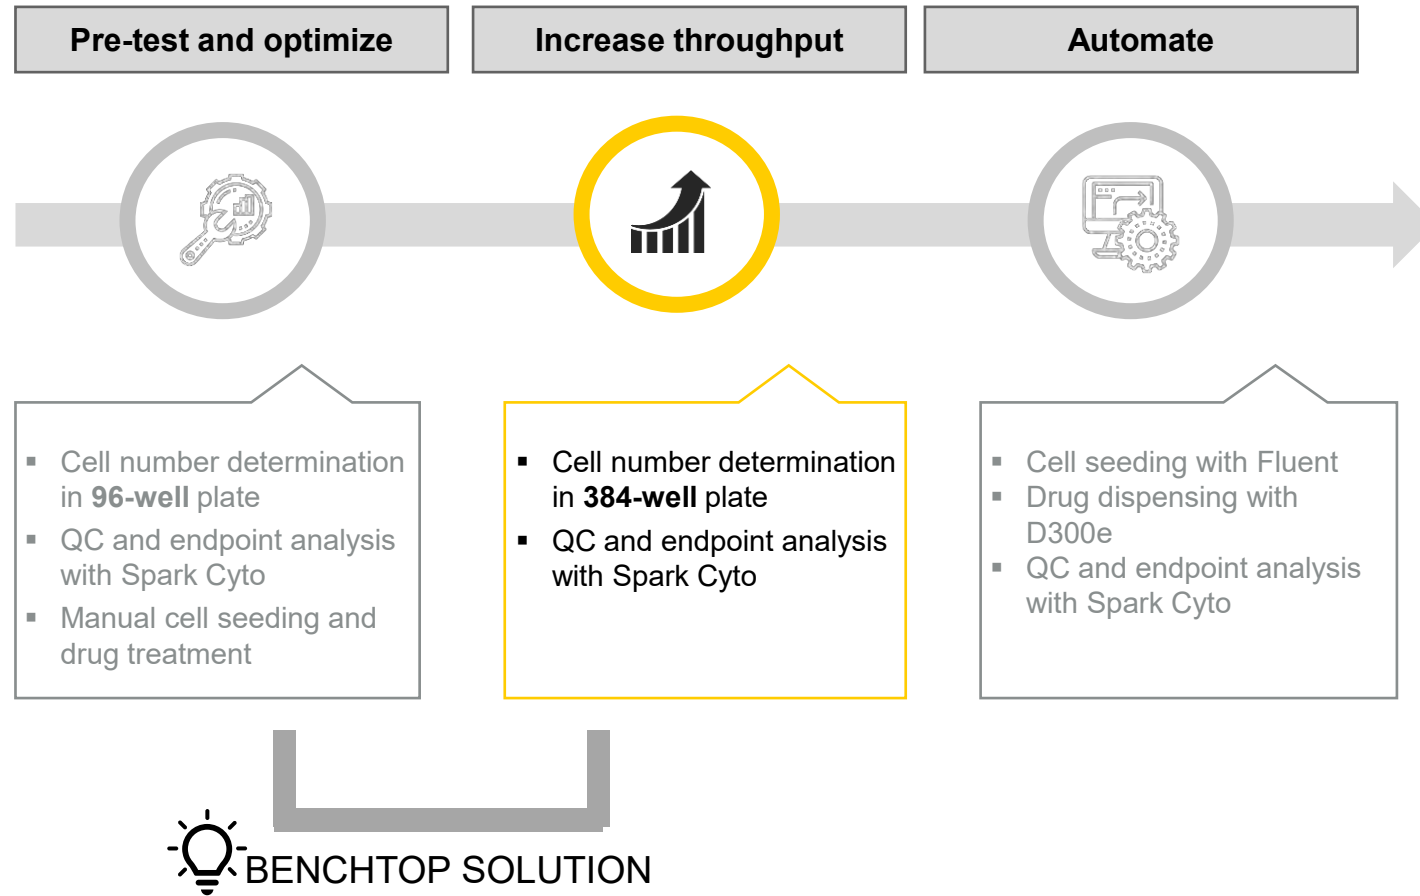 Pre-test and optimize
Increase throughput
Automate
▪ Cell number determination
in 96-well plate
▪ QC and endpoint analysis
with Spark Cyto
▪ Manual cell seeding and
drug treatment
▪ Cell number determination
in 384-well plate
▪ QC and endpoint analysis
with Spark Cyto
▪ Cell seeding with Fluent
▪ Drug dispensing with
D300e
▪ QC and endpoint analysis
with Spark Cyto
BENCHTOP SOLUTION